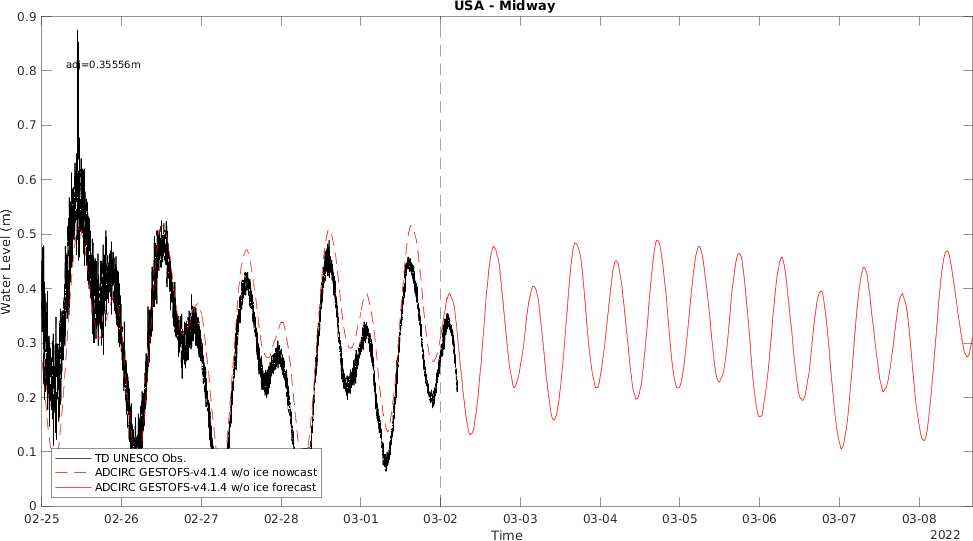 USA - Midway
adj=0.35556m
Water Level (m)
0.9
0.8
0.7
0.6
0.5
0.4
0.3
0.2
0.1
0
TD UNESCO Obs.
ADCIRC GESTOFS-v4.1.4 w/o ice nowcast
ADCIRC GESTOFS-v4.1.4 w/o ice forecast
02-25 02-26 02-27 02-28 03-01 03-02 03-03 03-04 03-05 03-06 03-07 03-08
Time
2022